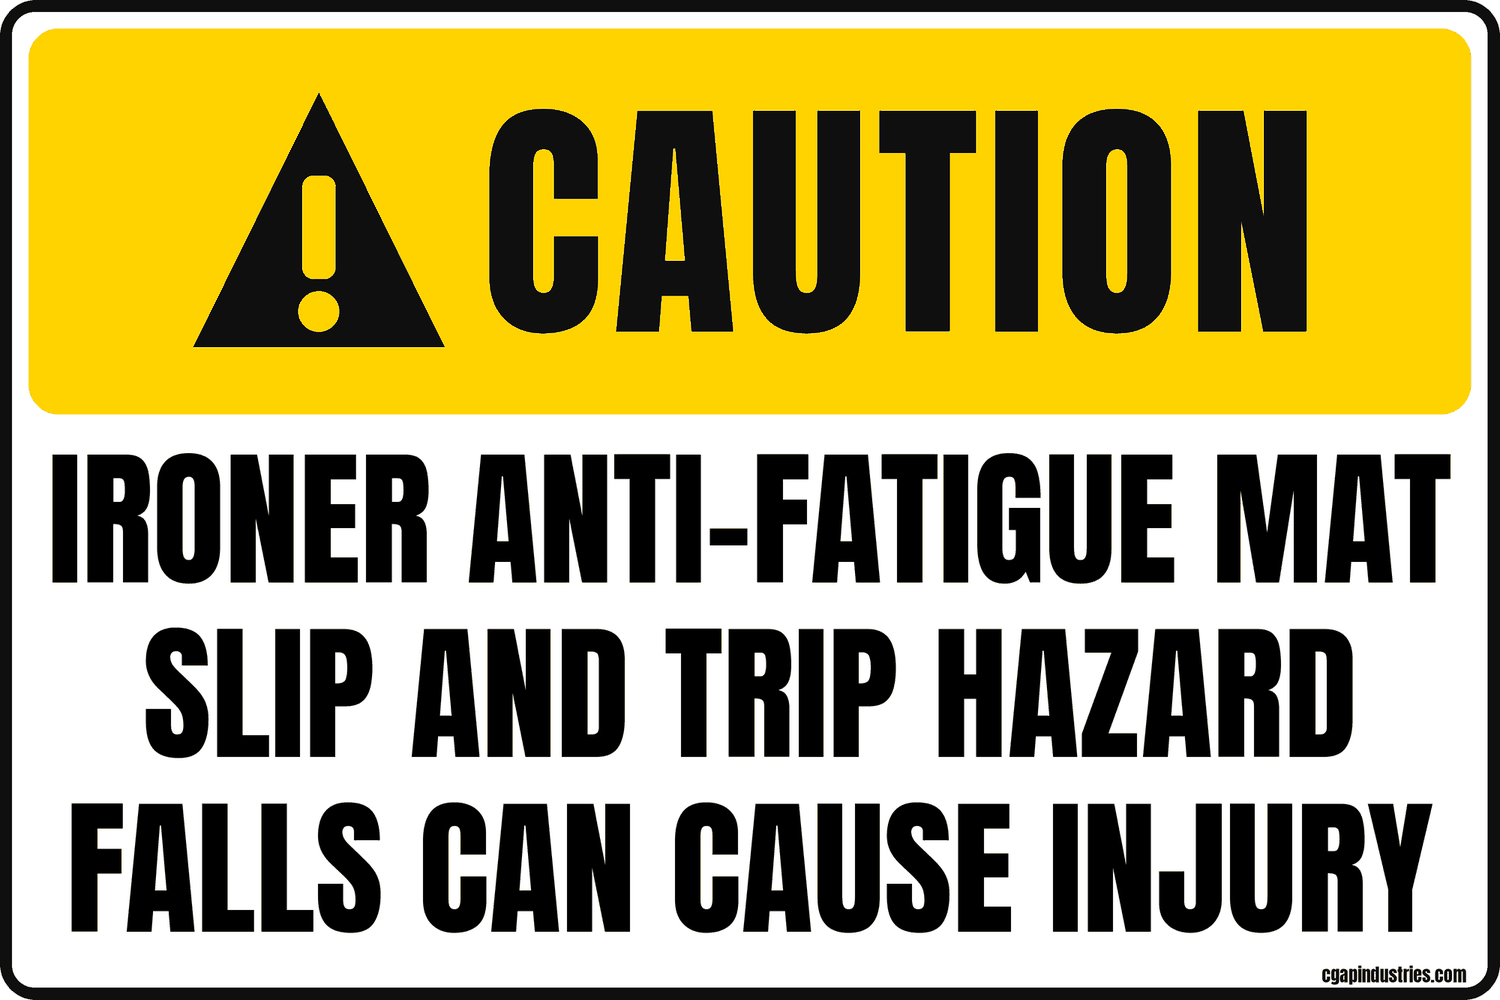 CAUTION
IRONER ANTI-FATIGUE MAT
SLIP AND TRIP HAZARD
FALLS CAN CAUSE INJURY
cgapindustries.com